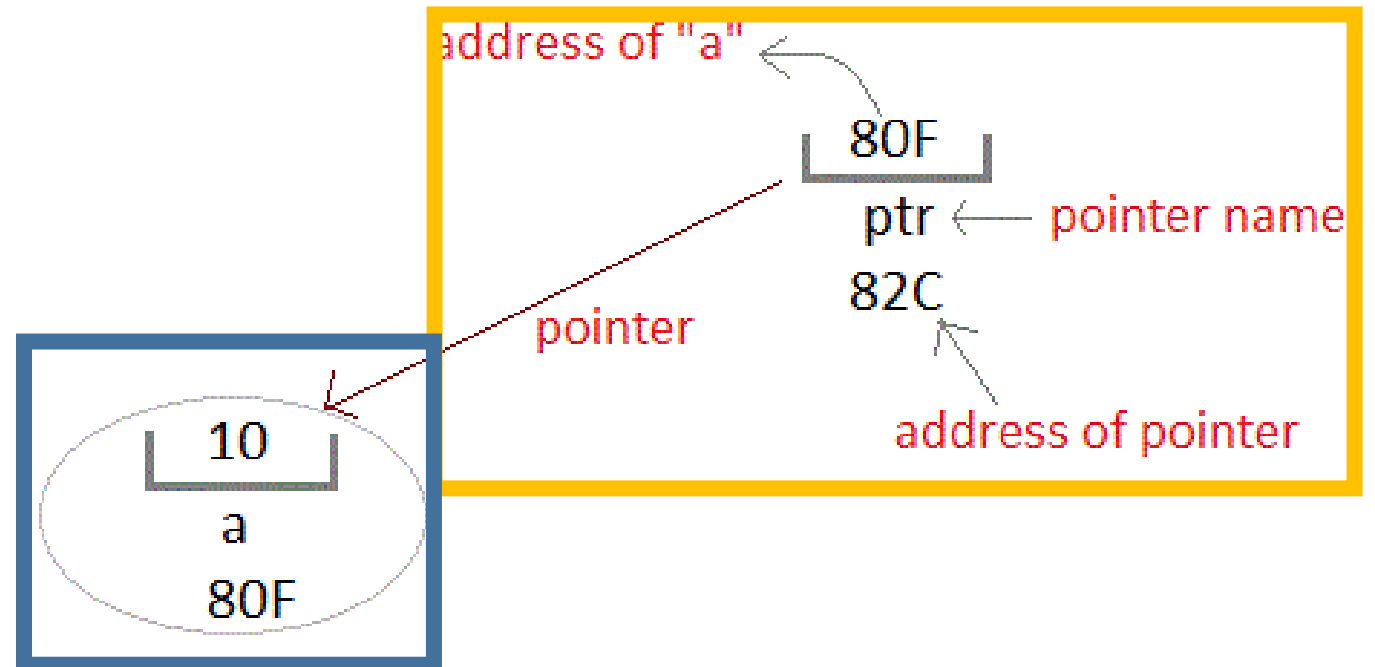 address of "a"
80F
ptr pointer name
82C
pointer
address of pointer
10
a
80F